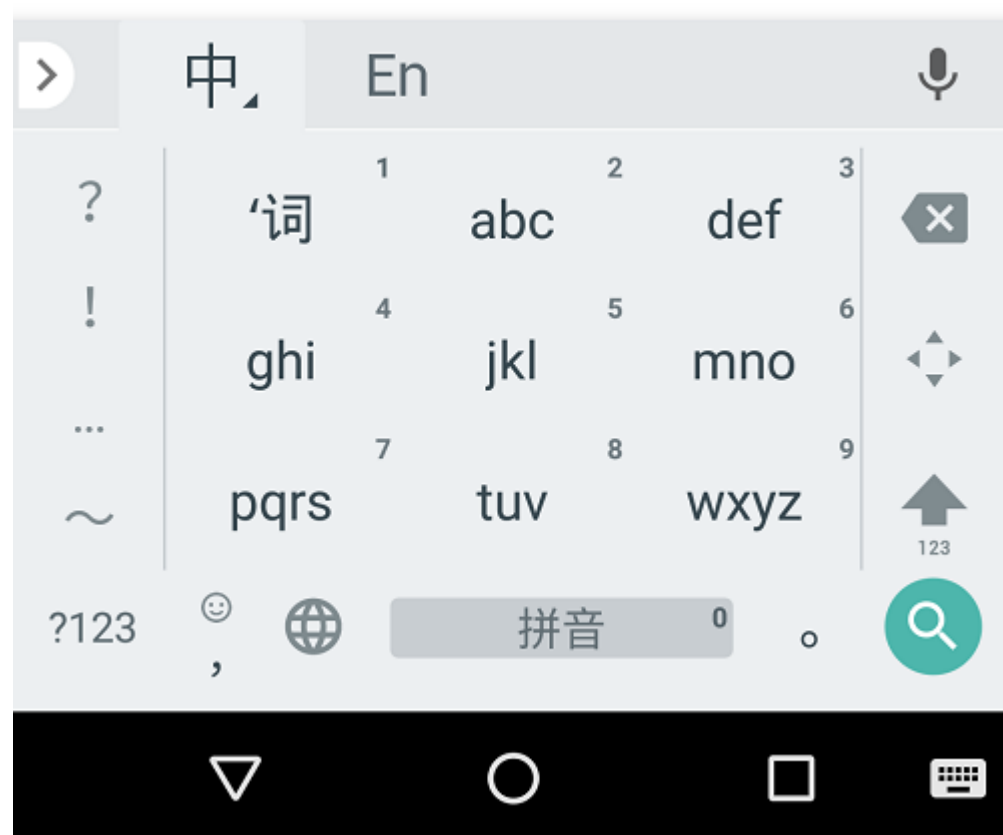 中 En
? ‘词 1 abc 2 def 3
! ghi 4 jkl 5 mno 6
... pqrs 7 tuv 8 wxyz 9
～ 123
?123 , 拼音 0 。